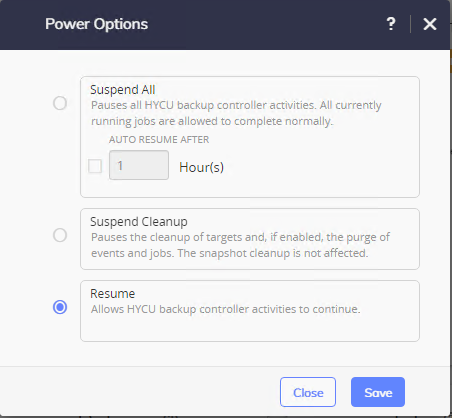 Power Options
?
Suspend All
Pauses all HYCU backup controller activities. All currently
running jobs are allowed to complete normally.
AUTO RESUME AFTER
1
Hour(s)
Suspend Cleanup
Pauses the cleanup of targets and, if enabled, the purge of
events and jobs. The snapshot cleanup is not affected.
Resume
Allows HYCU backup controller activities to continue.
Close
Save